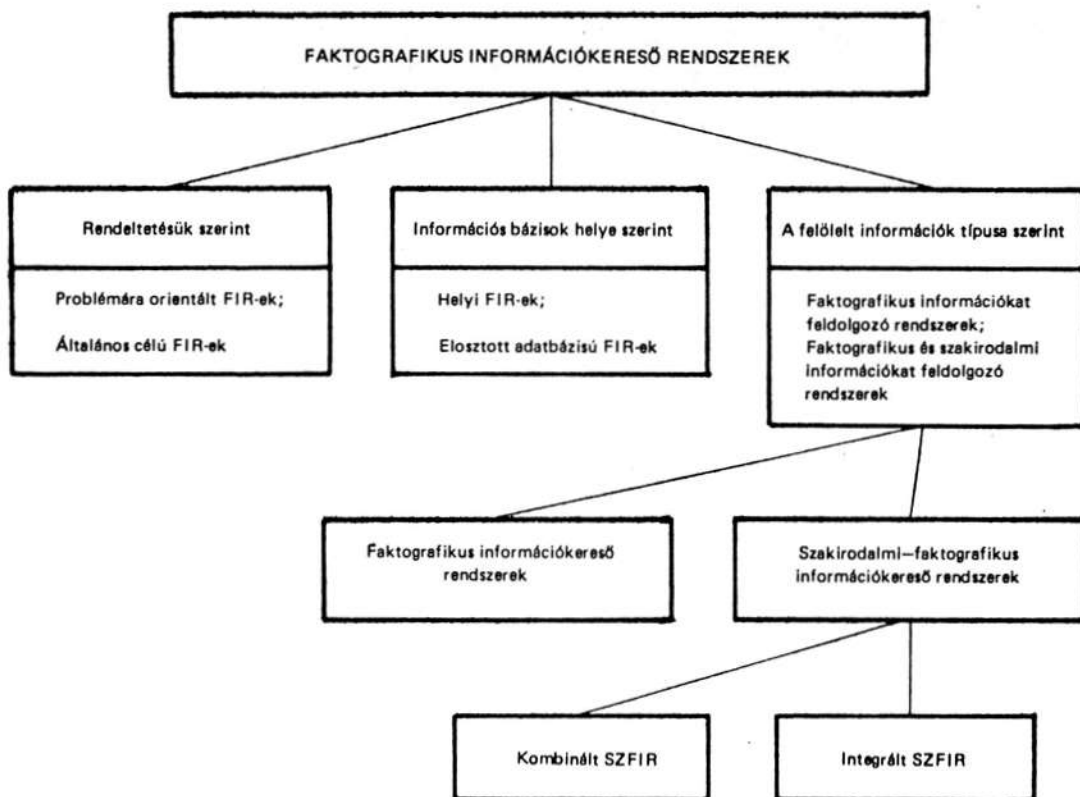 FAKTOGRAFIKUS INFORMÁCIÓKERESŐ RENDSZEREK
Rendeltetésük szerint
Problémára orientált FIR-ek;
Általános célú FIR-ek
Információs bázisok helye szerint
Helyi FIR-ek;
Elosztott adatbázisú FIR-ek
A felölelt információk típusa szerint
Faktografikus információkat
feldolgozó rendszerek;
Faktografikus és szakirodalmi
információkat feldolgozó
rendszerek
Faktografikus információkereső
rendszerek
Szakirodalmi–faktografikus
információkereső rendszerek
Kombinált SZFIR
Integrált SZFIR